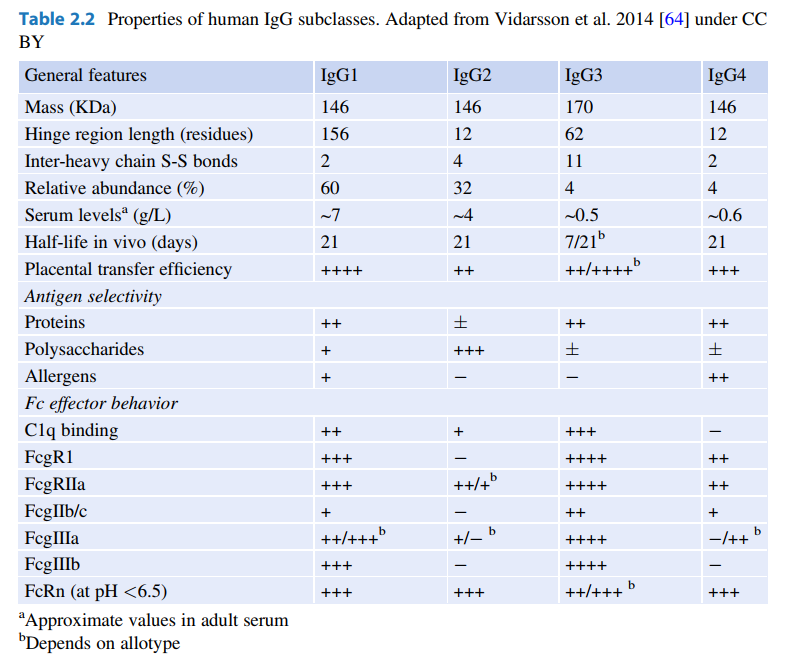 Table 2.2 Properties of human IgG subclasses. Adapted from Vidarsson et al. 2014 [64] under CC
BY
General features IgG1 IgG2 IgG3 IgG4
Mass (KDa) 146 146 170 146
Hinge region length (residues) 156 12 62 12
Inter-heavy chain S-S bonds 2 4 11 2
Relative abundance (%) 60 32 4 4
Serum levelsᵃ (g/L) ~7 ~4 ~0.5 ~0.6
Half-life in vivo (days) 21 21 7/21ᵇ 21
Placental transfer efficiency ++++ ++ ++/++++ᵇ +++
Antigen selectivity
Proteins ++ ± ++ ++
Polysaccharides + +++ ± ±
Allergens + − − ++
Fc effector behavior
C1q binding ++ + +++ −
FcgR1 +++ − ++++ ++
FcgRIIa +++ ++/+ᵇ ++++ ++
FcgIIb/c + − ++ +
FcgIIIa ++/+++ᵇ +/− ᵇ ++++ −/++ ᵇ
FcgIIIb +++ − ++++ −
FcRn (at pH <6.5) +++ +++ ++/+++ ᵇ +++
ᵃApproximate values in adult serum
ᵇDepends on allotype